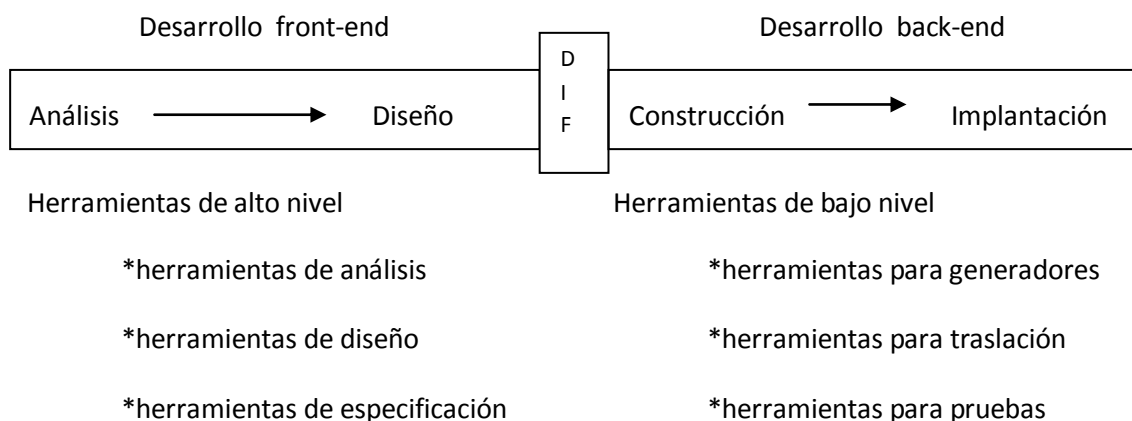 Desarrollo front-end
Desarrollo back-end
D
I
F
Análisis
Diseño
Construcción
Implantación
Herramientas de alto nivel
Herramientas de bajo nivel
*herramientas de análisis
*herramientas para generadores
*herramientas de diseño
*herramientas para traslación
*herramientas de especificación
*herramientas para pruebas